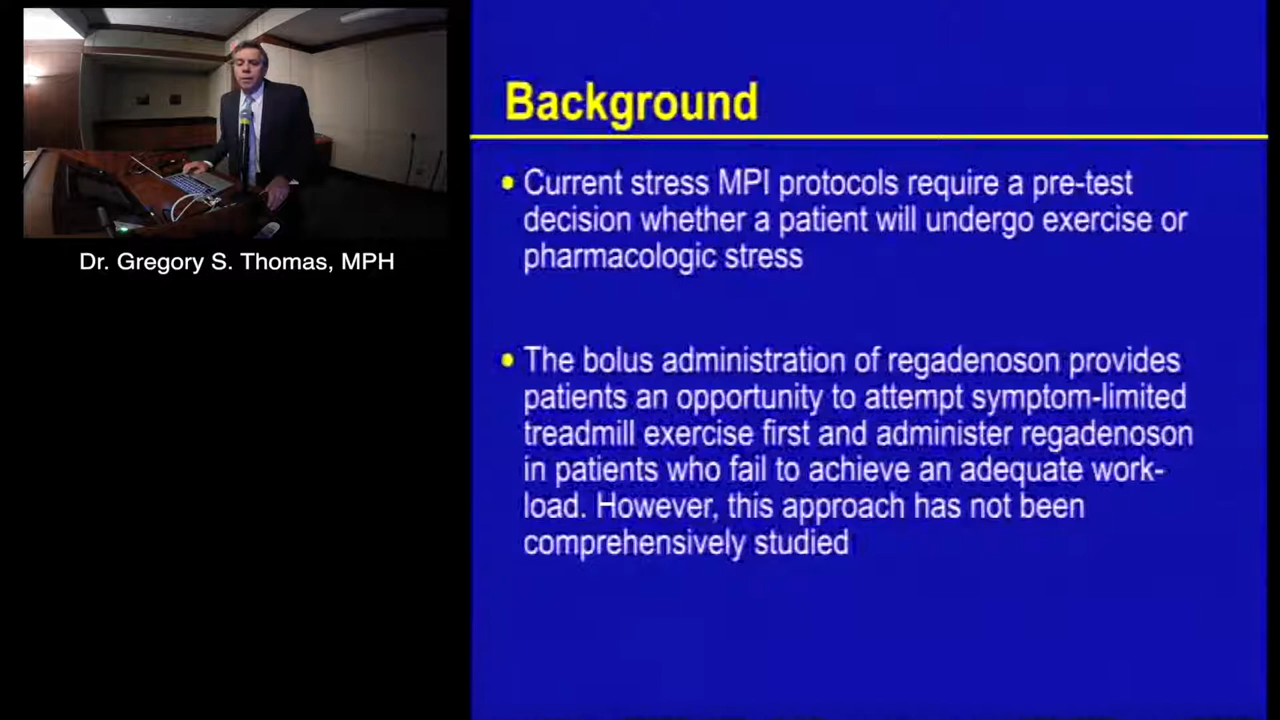 Dr. Gregory S. Thomas, MPH
Background
• Current stress MPI protocols require a pre-test
decision whether a patient will undergo exercise or
pharmacologic stress
• The bolus administration of regadenoson provides
patients an opportunity to attempt symptom-limited
treadmill exercise first and administer regadenoson
in patients who fail to achieve an adequate work-
load. However, this approach has not been
comprehensively studied